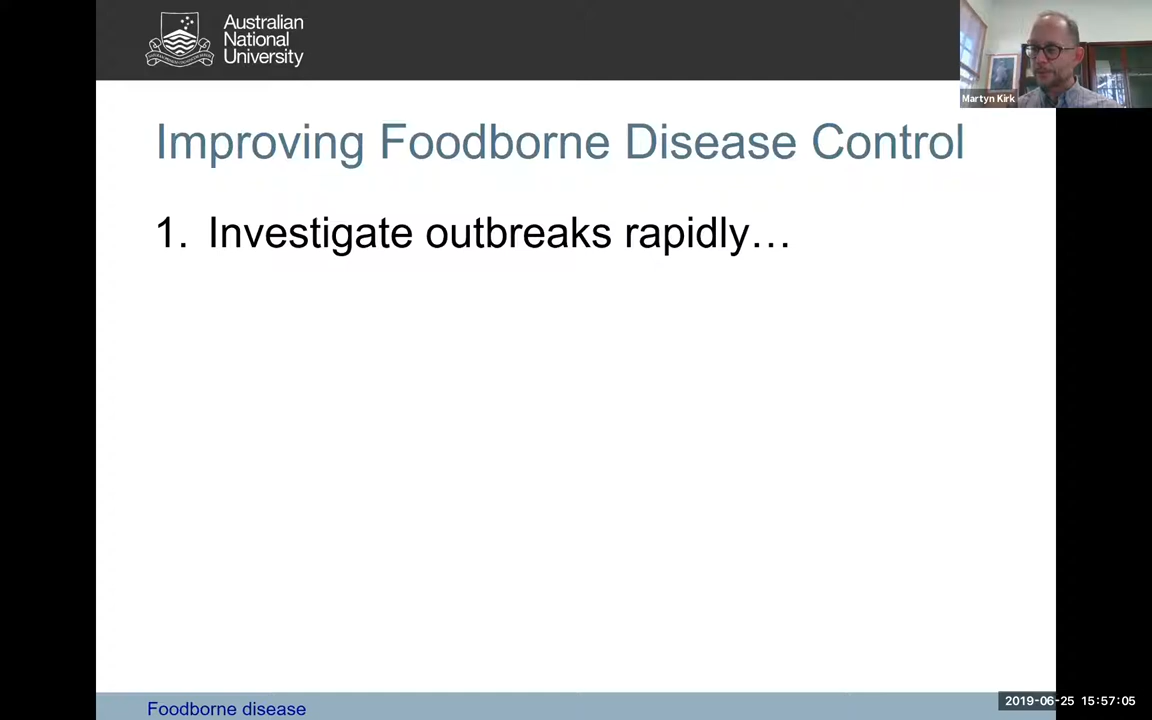 Australian
National
University
Martyn Kirk
Improving Foodborne Disease Control
1. Investigate outbreaks rapidly…
Foodborne disease
2019-06-25 15:57:05